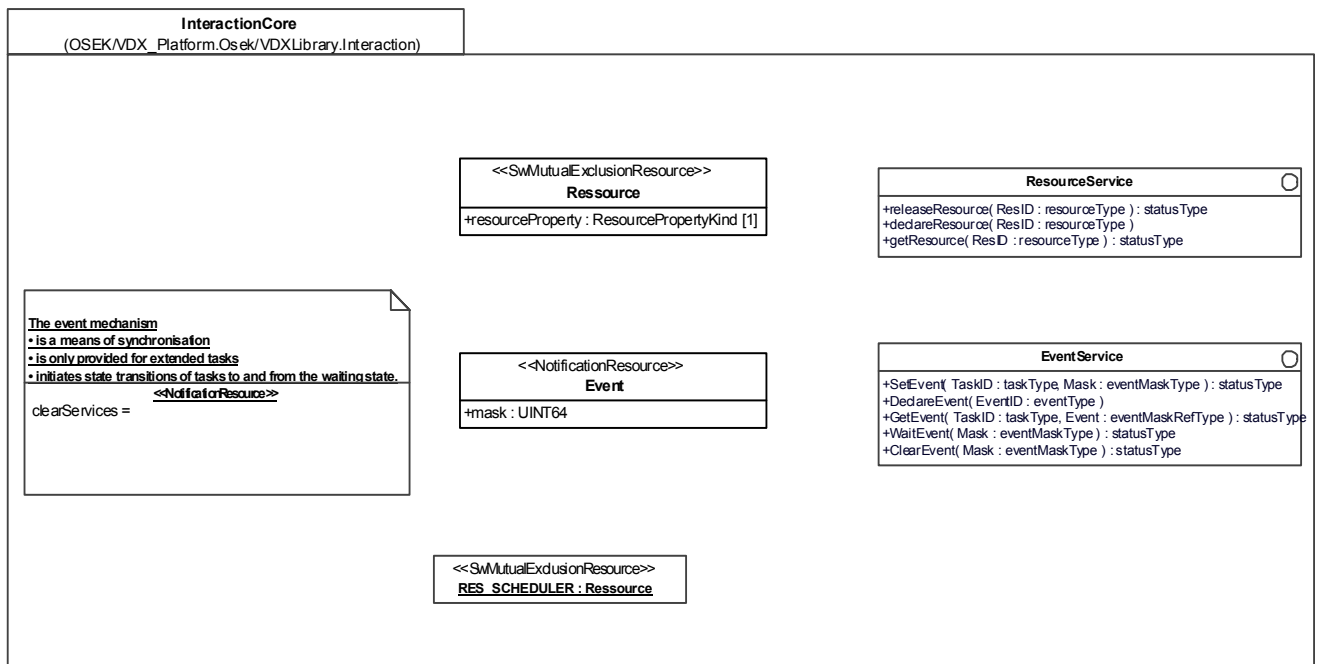 InteractionCore
(OSEK/VDX_Platform.Osek/VDXLibrary.Interaction)
<<SwMutualExclusionResource>>
Ressource
+resourceProperty : ResourcePropertyKind [1]
ResourceService
+releaseResource( ResID : resourceType ) : statusType
+declareResource( ResID : resourceType )
+getResource( ResID : resourceType ) : statusType
The event mechanism
• is a means of synchronisation
• is only provided for extended tasks
• initiates state transitions of tasks to and from the waiting state.
<<NotificationResource>>
clearServices =
<<NotificationResource>>
Event
+mask : UINT64
EventService
+SetEvent( TaskID : taskType, Mask : eventMaskType ) : statusType
+DeclareEvent( EventID : eventType )
+GetEvent( TaskID : taskType, Event : eventMaskRefType ) : statusType
+WaitEvent( Mask : eventMaskType ) : statusType
+ClearEvent( Mask : eventMaskType ) : statusType
<<SwMutualExclusionResource>>
RES_SCHEDULER : Ressource